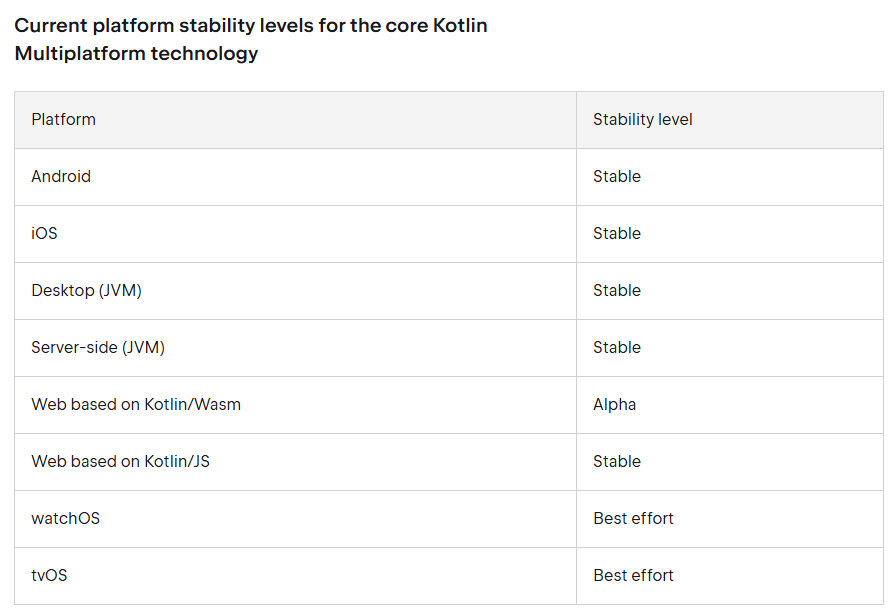 Current platform stability levels for the core Kotlin
Multiplatform technology
Platform Stability level
Android Stable
iOS Stable
Desktop (JVM) Stable
Server-side (JVM) Stable
Web based on Kotlin/Wasm Alpha
Web based on Kotlin/JS Stable
watchOS Best effort
tvOS Best effort